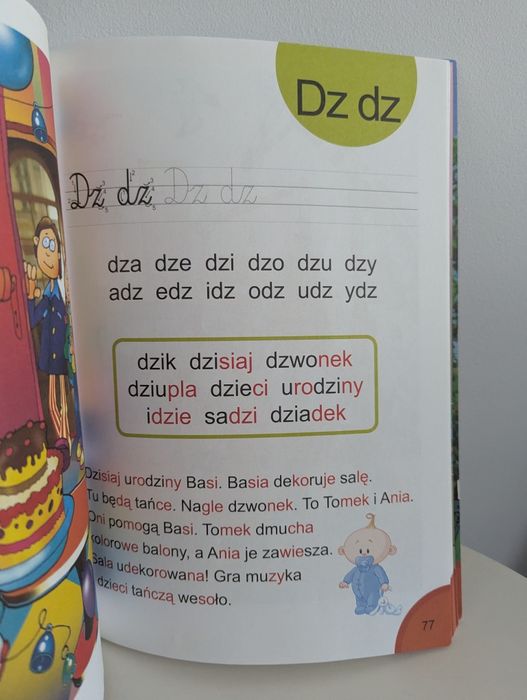 Dz dz
Dz dz Dz dz
dza dze dzi dzo dzu dzy
adz edz idz odz udz ydz
dzik dzisiaj dzwonek
dziupla dzieci urodziny
idzie sadzi dziadek
Dzisiaj urodziny Basi. Basia dekoruje salę.
Tu będą tańce. Nagle dzwonek. To Tomek i Ania.
Oni pomogą Basi. Tomek dmucha
kolorowe balony, a Ania je zawiesza.
Sala udekorowana! Gra muzyka
dzieci tańczą wesoło.
77